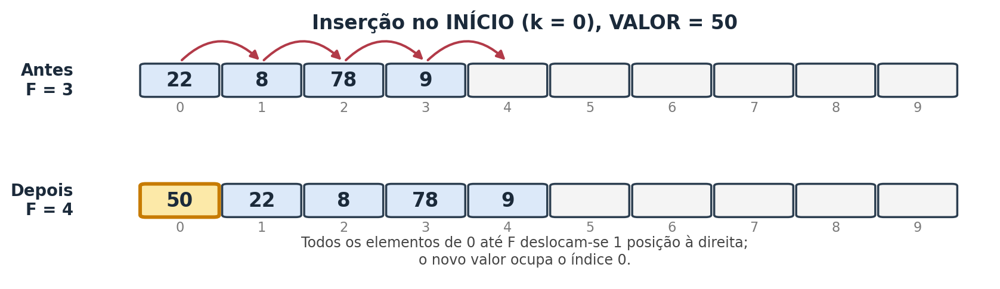 Inserção no INÍCIO (k = 0), VALOR = 50
Antes
F = 3
22 8 78 9
0 1 2 3 4 5 6 7 8 9
Depois
F = 4
50 22 8 78 9
0 1 2 3 4 5 6 7 8 9
Todos os elementos de 0 até F deslocam-se 1 posição à direita;
o novo valor ocupa o índice 0.